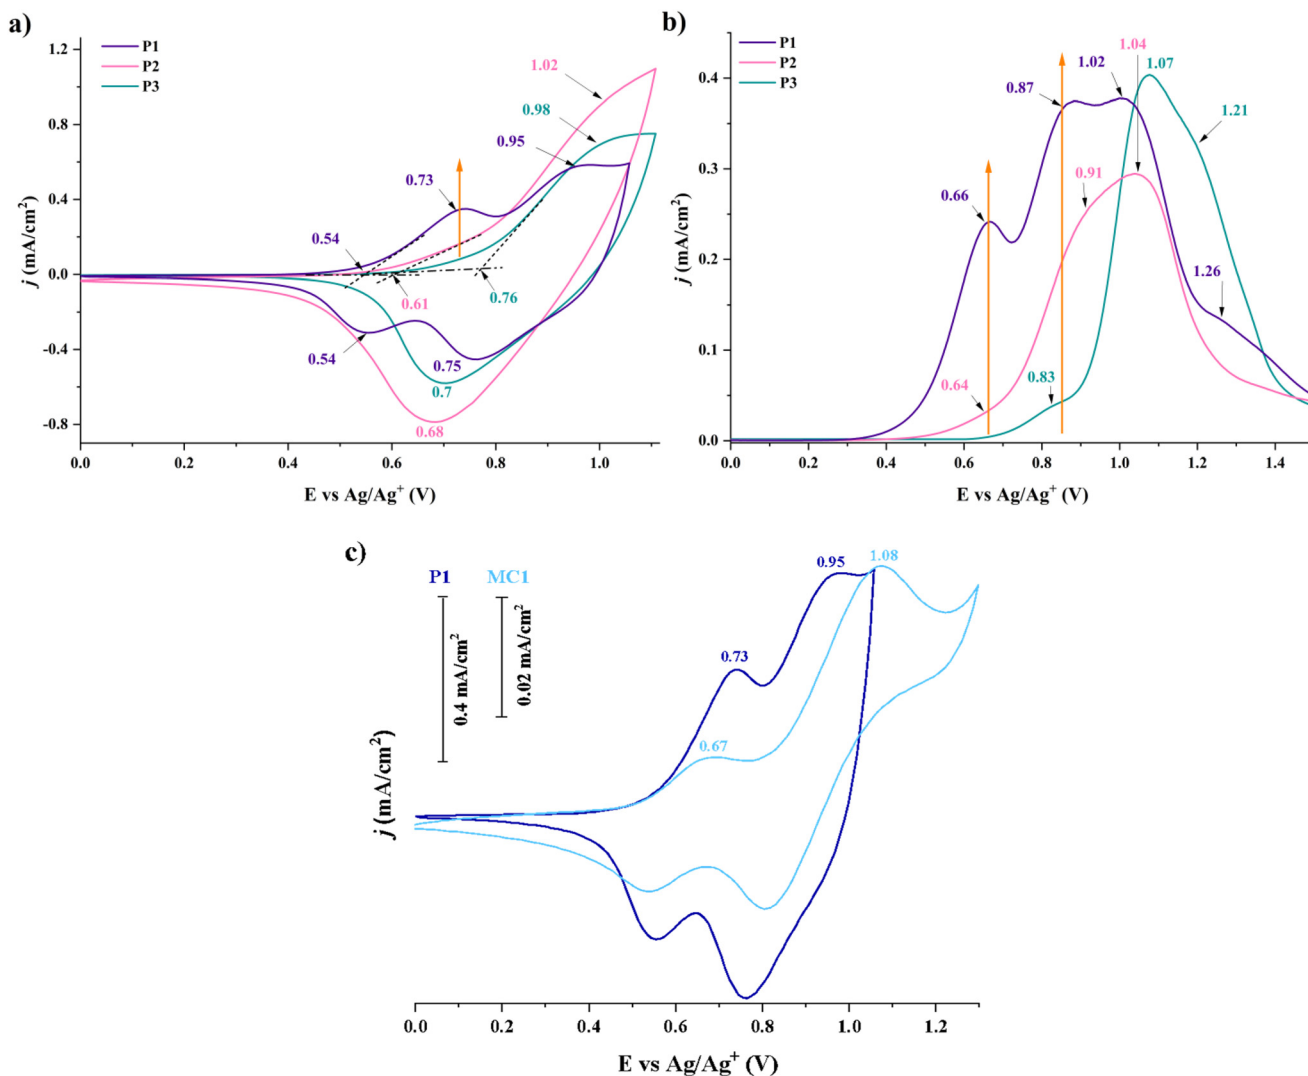 a)
P1
P2
P3
1.2
0.8
0.4
0.0
-0.4
-0.8
j (mA/cm²)
1.02
0.98
0.95
0.73
0.54
0.61
0.76
0.54
0.75
0.7
0.68
0.0 0.2 0.4 0.6 0.8 1.0
E vs Ag/Ag⁺ (V)
b)
P1
P2
P3
0.4
0.3
0.2
0.1
0.0
j (mA/cm²)
1.04
1.02
1.07
0.87
1.21
0.91
0.66
1.26
0.64
0.83
0.0 0.2 0.4 0.6 0.8 1.0 1.2 1.4
E vs Ag/Ag⁺ (V)
c)
P1 MC1
0.4 mA/cm²
0.02 mA/cm²
0.95
1.08
0.73
0.67
j (mA/cm²)
0.0 0.2 0.4 0.6 0.8 1.0 1.2
E vs Ag/Ag⁺ (V)